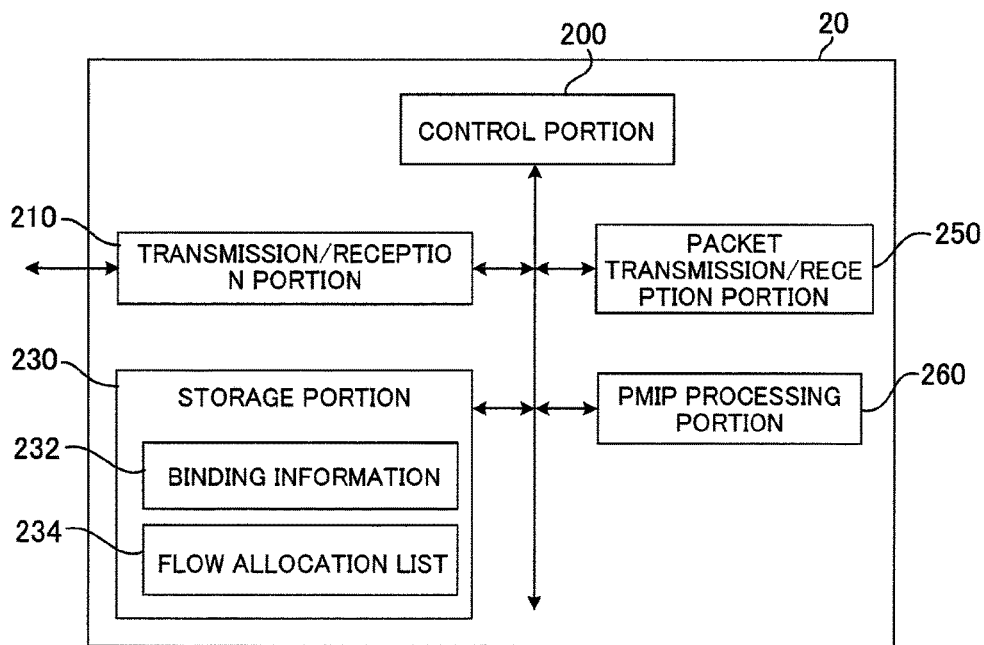 20
200
CONTROL PORTION
210
TRANSMISSION/RECEPTIO
N PORTION
PACKET
TRANSMISSION/RECE
PTION PORTION
250
230
STORAGE PORTION
PMIP PROCESSING
PORTION
260
232
BINDING INFORMATION
234
FLOW ALLOCATION LIST